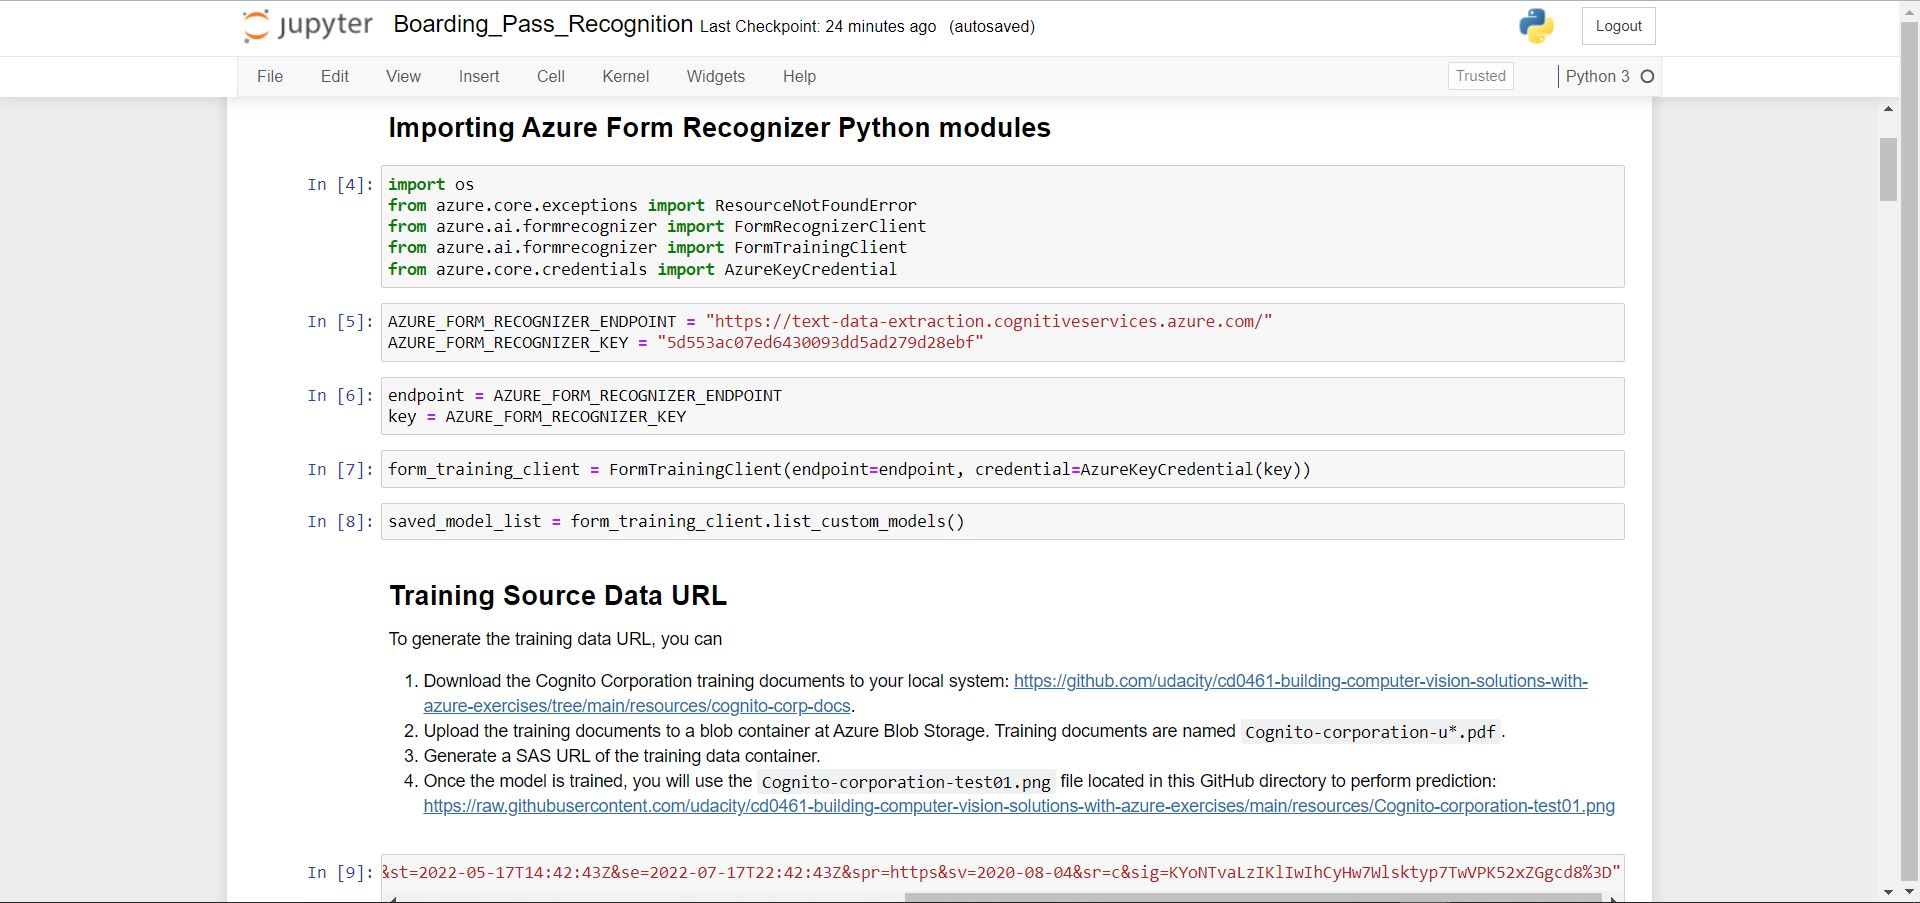 jupyter Boarding_Pass_Recognition Last Checkpoint: 24 minutes ago (autosaved) Logout
File Edit View Insert Cell Kernel Widgets Help Trusted Python 3
Importing Azure Form Recognizer Python modules
In [4]: import os
from azure.core.exceptions import ResourceNotFoundError
from azure.ai.formrecognizer import FormRecognizerClient
from azure.ai.formrecognizer import FormTrainingClient
from azure.core.credentials import AzureKeyCredential
In [5]: AZURE_FORM_RECOGNIZER_ENDPOINT = "https://text-data-extraction.cognitiveservices.azure.com/"
AZURE_FORM_RECOGNIZER_KEY = "5d553ac07ed6430093dd5ad279d28ebf"
In [6]: endpoint = AZURE_FORM_RECOGNIZER_ENDPOINT
key = AZURE_FORM_RECOGNIZER_KEY
In [7]: form_training_client = FormTrainingClient(endpoint=endpoint, credential=AzureKeyCredential(key))
In [8]: saved_model_list = form_training_client.list_custom_models()
Training Source Data URL
To generate the training data URL, you can
1. Download the Cognito Corporation training documents to your local system: https://github.com/udacity/cd0461-building-computer-vision-solutions-with-
azure-exercises/tree/main/resources/cognito-corp-docs.
2. Upload the training documents to a blob container at Azure Blob Storage. Training documents are named Cognito-corporation-u*.pdf .
3. Generate a SAS URL of the training data container.
4. Once the model is trained, you will use the Cognito-corporation-test01.png file located in this GitHub directory to perform prediction:
https://raw.githubusercontent.com/udacity/cd0461-building-computer-vision-solutions-with-azure-exercises/main/resources/Cognito-corporation-test01.png
In [9]: &st=2022-05-17T14:42:43Z&se=2022-07-17T22:42:43Z&spr=https&sv=2020-08-04&sr=c&sig=KYoNTvaLzIKlIwIhCyHw7Wlsktyp7TwVPK52xZGgcd8%3D"